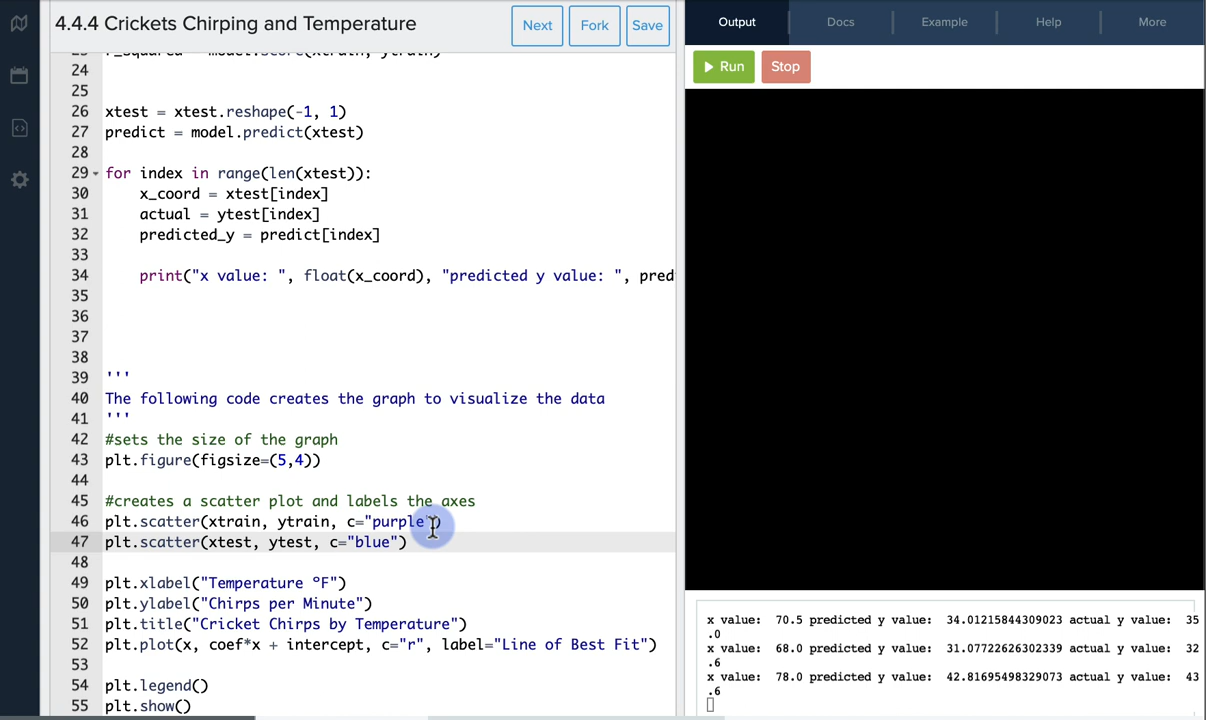 4.4.4 Crickets Chirping and Temperature
Next
Fork
Save
Output
Docs
Example
Help
More
Run
Stop
24
25
26 xtest = xtest.reshape(-1, 1)
27 predict = model.predict(xtest)
28
29 for index in range(len(xtest)):
30 x_coord = xtest[index]
31 actual = ytest[index]
32 predicted_y = predict[index]
33
34 print("x value: ", float(x_coord), "predicted y value: ", pred
35
36
37
38
39 '''
40 The following code creates the graph to visualize the data
41 '''
42 #sets the size of the graph
43 plt.figure(figsize=(5,4))
44
45 #creates a scatter plot and labels the axes
46 plt.scatter(xtrain, ytrain, c="purple")
47 plt.scatter(xtest, ytest, c="blue")
48
49 plt.xlabel("Temperature ºF")
50 plt.ylabel("Chirps per Minute")
51 plt.title("Cricket Chirps by Temperature")
52 plt.plot(x, coef*x + intercept, c="r", label="Line of Best Fit")
53
54 plt.legend()
55 plt.show()
x value: 70.5 predicted y value: 34.01215844309023 actual y value: 35
.0
x value: 68.0 predicted y value: 31.07722626302339 actual y value: 32
.6
x value: 78.0 predicted y value: 42.81695498329073 actual y value: 43
.6